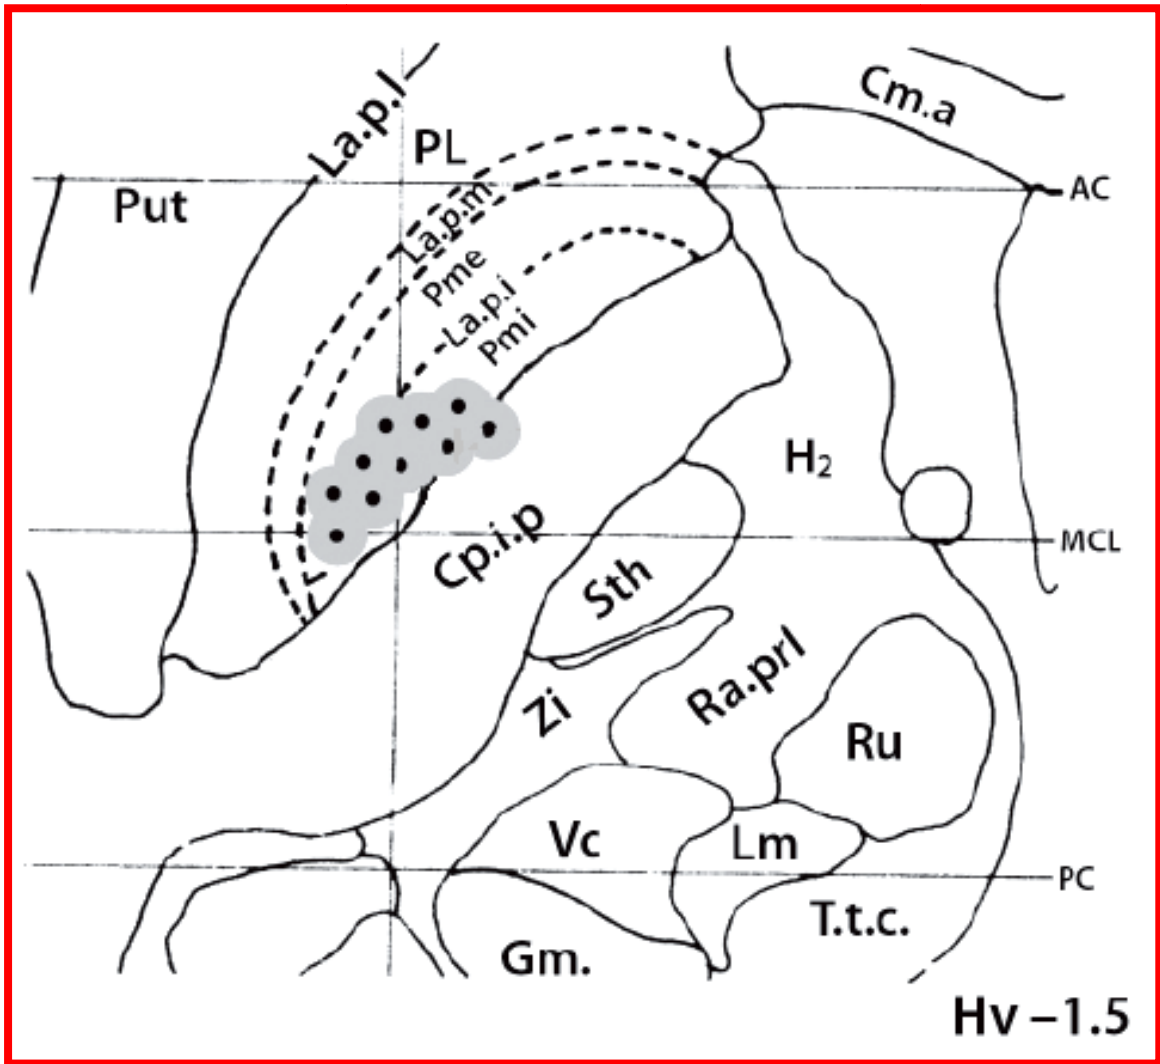 Cm.a
La.p.l
PL
AC
Put
La.p.m
Pme
La.p.i
Pmi
H2
Cp.i.p
MCL
Sth
Ra.prl
Zi
Ru
Vc
Lm
PC
T.t.c.
Gm.
Hv –1.5